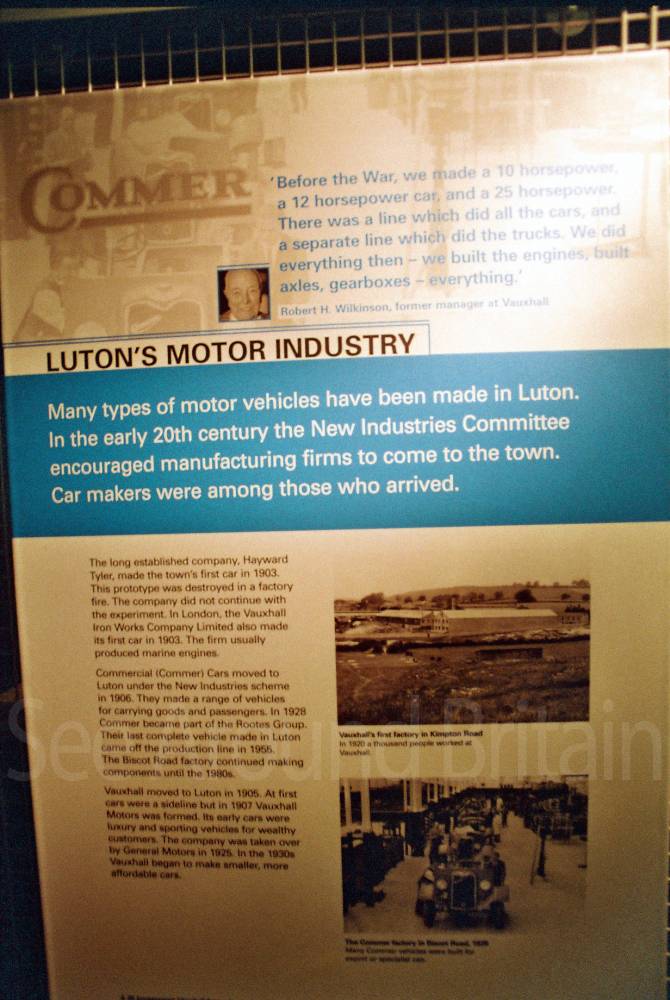 COMMER
'Before the War, we made a 10 horsepower,
a 12 horsepower car, and a 25 horsepower.
There was a line which did all the cars, and
a separate line which did the trucks. We did
everything then – we built the engines, built
axles, gearboxes – everything.'
Robert H. Wilkinson, former manager at Vauxhall
LUTON'S MOTOR INDUSTRY
Many types of motor vehicles have been made in Luton.
In the early 20th century the New Industries Committee
encouraged manufacturing firms to come to the town.
Car makers were among those who arrived.
The long established company, Hayward
Tyler, made the town's first car in 1903.
This prototype was destroyed in a factory
fire. The company did not continue with
the experiment. In London, the Vauxhall
Iron Works Company Limited also made
its first car in 1903. The firm usually
produced marine engines.
Commercial (Commer) Cars moved to
Luton under the New Industries scheme
in 1906. They made a range of vehicles
for carrying goods and passengers. In 1928
Commer became part of the Rootes Group.
Their last complete vehicle made in Luton
came off the production line in 1955.
The Biscot Road factory continued making
components until the 1980s.
Vauxhall moved to Luton in 1905. At first
cars were a sideline but in 1907 Vauxhall
Motors was formed. Its early cars were
luxury and sporting vehicles for wealthy
customers. The company was taken over
by General Motors in 1925. In the 1930s
Vauxhall began to make smaller, more
affordable cars.
Vauxhall's first factory in Kimpton Road
In 1920 a thousand people worked at
Vauxhall.
The Commer factory in Biscot Road,
Many Commer vehicles were built for
export or specialist use.
See Around Britain